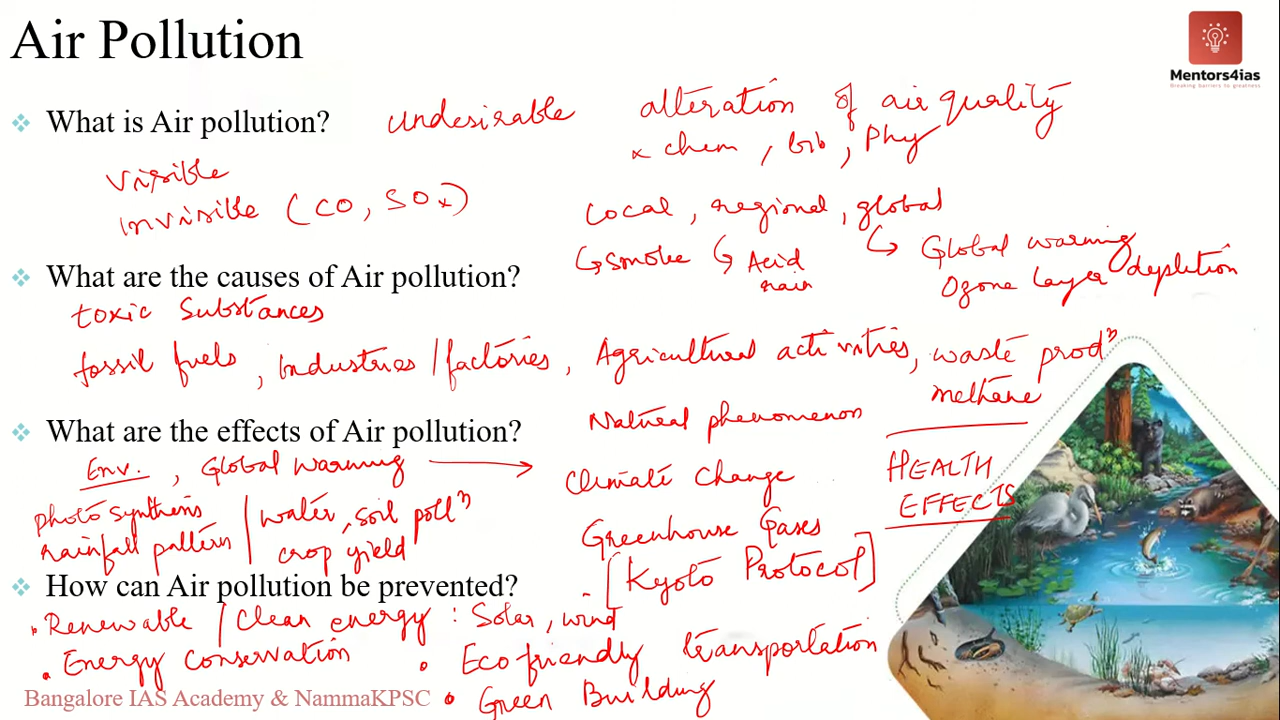 Air Pollution
Mentors4ias
Breaking barriers to greatness
❖ What is Air pollution? undesirable alteration of air quality
x chem, bio, Phy
visible
invisible (CO, SOx)
Local, regional, global
↳ smoke ↳ Acid rain ↳ Global warming
Ozone layer depletion
❖ What are the causes of Air pollution?
toxic substances
fossil fuels, Industries/factories, Agricultural activities, waste prodⁿ
methane
Natural phenomenon
❖ What are the effects of Air pollution?
Env., Global warming → Climate change
Greenhouse Gases
[Kyoto Protocol]
HEALTH
EFFECTS
photosynthesis / water, soil pollⁿ
rainfall pattern / crop yield
❖ How can Air pollution be prevented?
• Renewable / Clean energy : Solar, wind
• Energy conservation • Eco friendly transportation
• Green Building
Bangalore IAS Academy & NammaKPSC